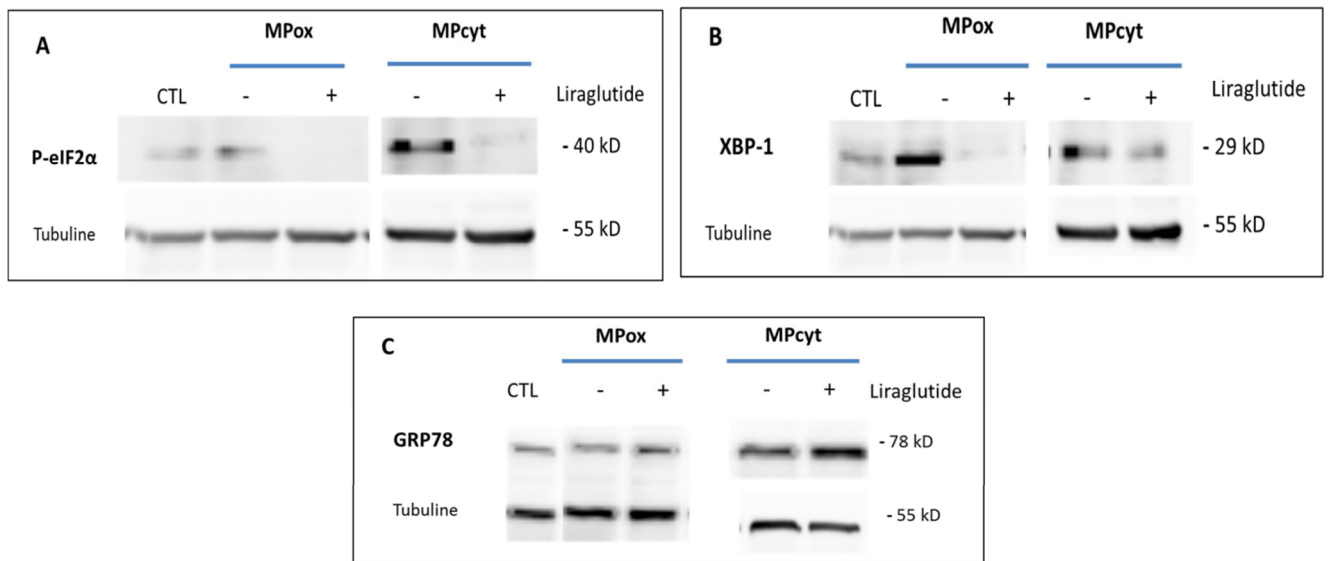 A
MPox MPcyt
CTL - + - + Liraglutide
P-eIF2α - 40 kD
Tubuline - 55 kD
B
MPox MPcyt
CTL - + - + Liraglutide
XBP-1 - 29 kD
Tubuline - 55 kD
C
MPox MPcyt
CTL - + - + Liraglutide
GRP78 - 78 kD
Tubuline - 55 kD